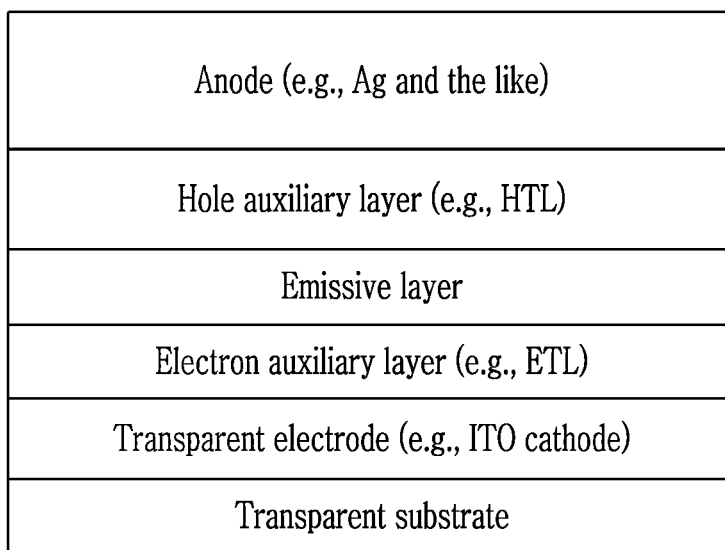 Anode (e.g., Ag and the like)
Hole auxiliary layer (e.g., HTL)
Emissive layer
Electron auxiliary layer (e.g., ETL)
Transparent electrode (e.g., ITO cathode)
Transparent substrate